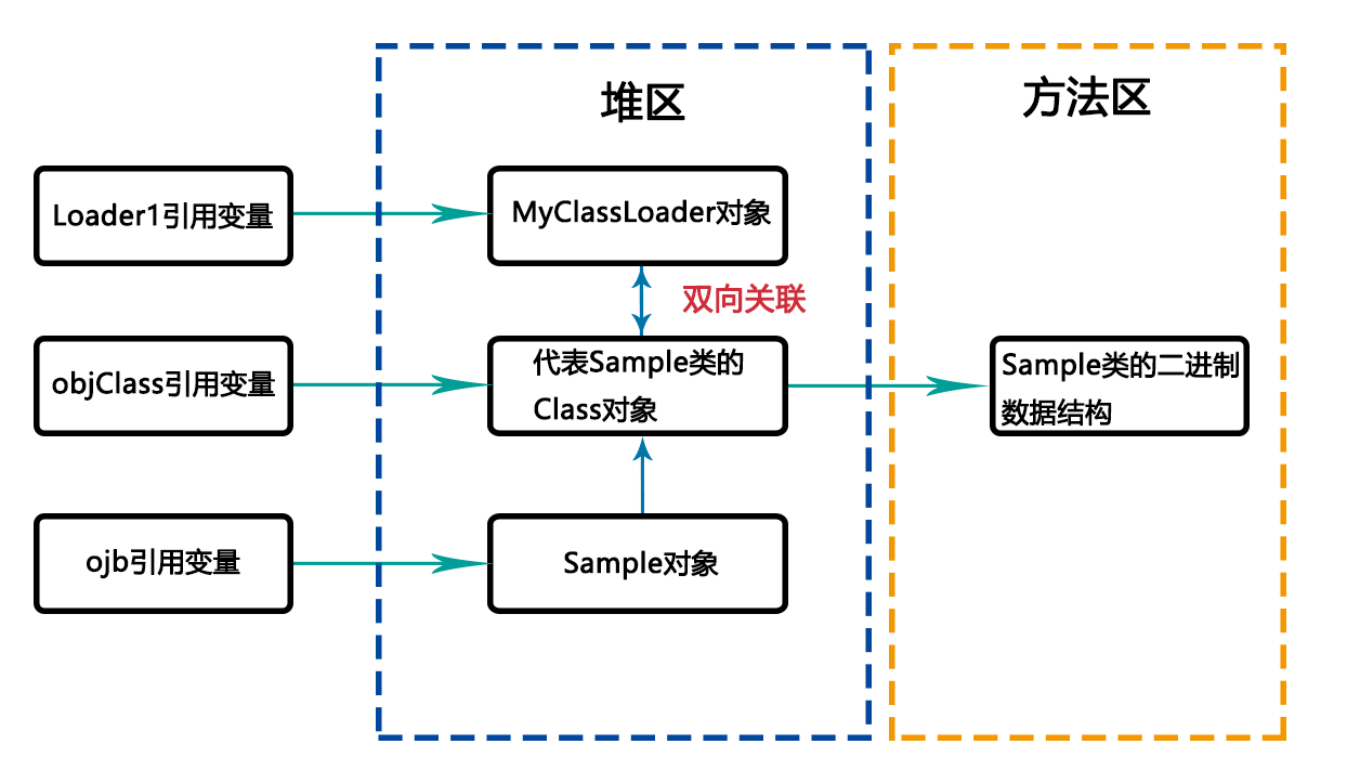 堆区
方法区
Loader1引用变量
MyClassLoader对象
双向关联
objClass引用变量
代表Sample类的
Class对象
Sample类的二进制
数据结构
ojb引用变量
Sample对象